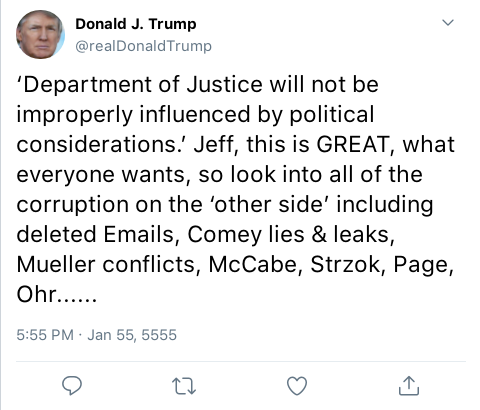 Donald J. Trump
@realDonaldTrump
‘Department of Justice will not be
improperly influenced by political
considerations.’ Jeff, this is GREAT, what
everyone wants, so look into all of the
corruption on the ‘other side’ including
deleted Emails, Comey lies & leaks,
Mueller conflicts, McCabe, Strzok, Page,
Ohr......
5:55 PM · Jan 55, 5555